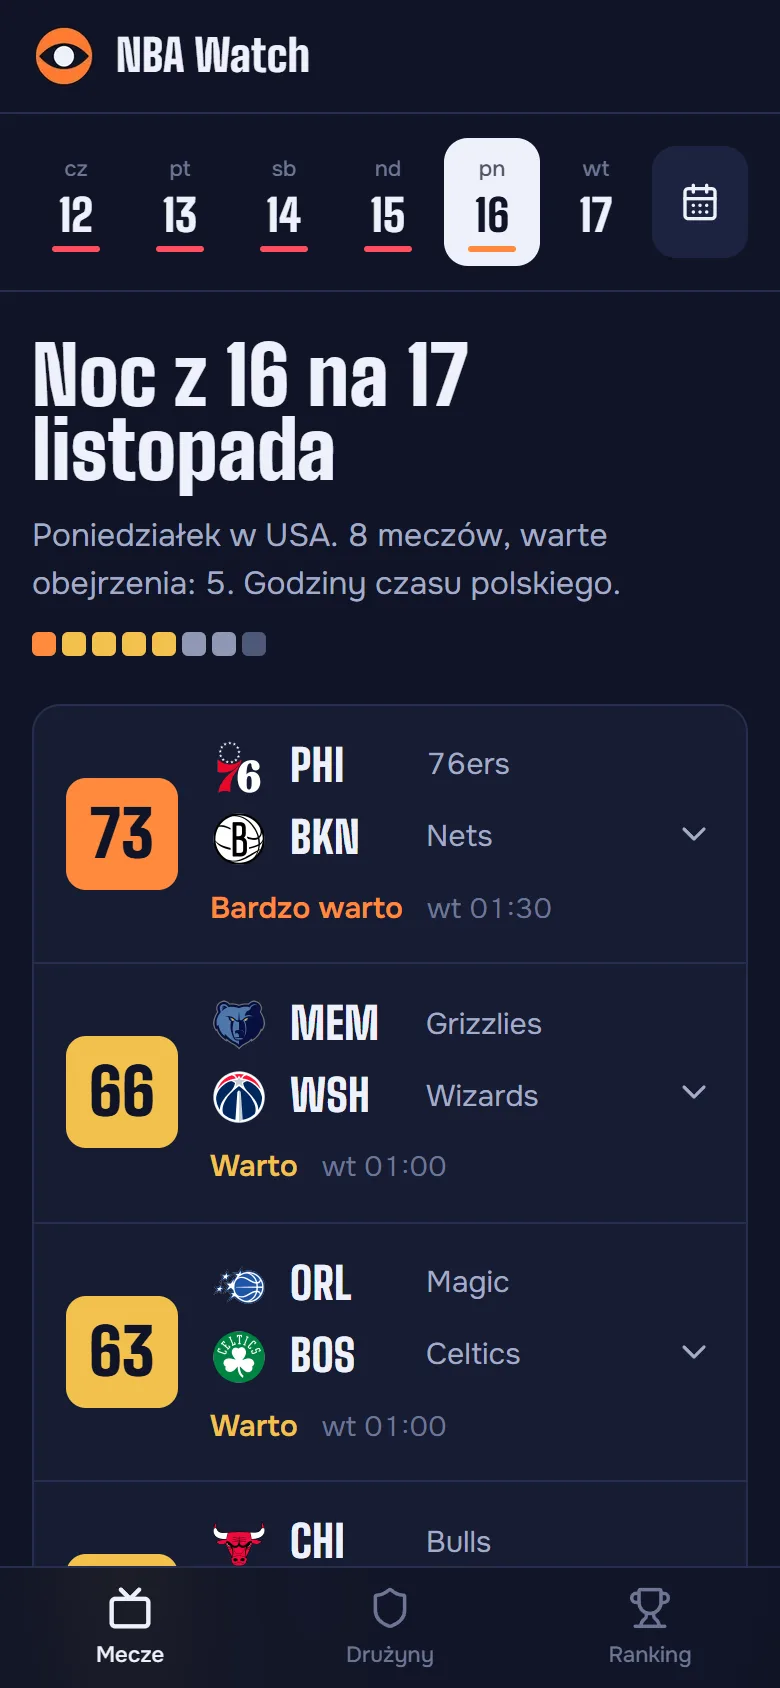 NBA Watch
cz pt sb nd pn wt
12 13 14 15 16 17
Noc z 16 na 17
listopada
Poniedziałek w USA. 8 meczów, warte
obejrzenia: 5. Godziny czasu polskiego.
73
76 PHI 76ers
B BKN Nets
Bardzo warto wt 01:30
66
MEM Grizzlies
WSH Wizards
Warto wt 01:00
63
ORL Magic
CELTICS BOS Celtics
Warto wt 01:00
CHI Bulls
Mecze Drużyny Ranking